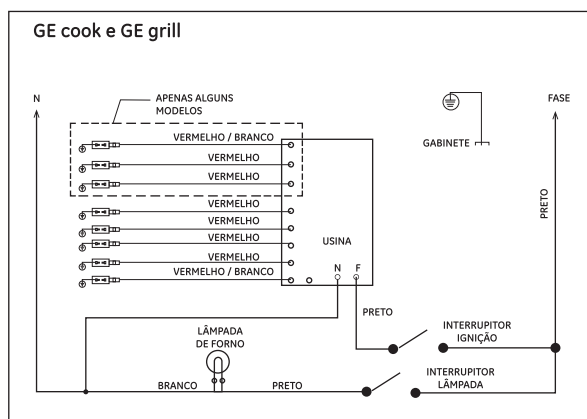 GE cook e GE grill
N
APENAS ALGUNS
MODELOS
FASE
VERMELHO / BRANCO
VERMELHO
VERMELHO
GABINETE
VERMELHO
VERMELHO
VERMELHO
VERMELHO
VERMELHO / BRANCO
USINA
N F
PRETO
PRETO
LÂMPADA
DE FORNO
INTERRUPITOR
IGNIÇÃO
INTERRUPITOR
LÂMPADA
BRANCO
PRETO